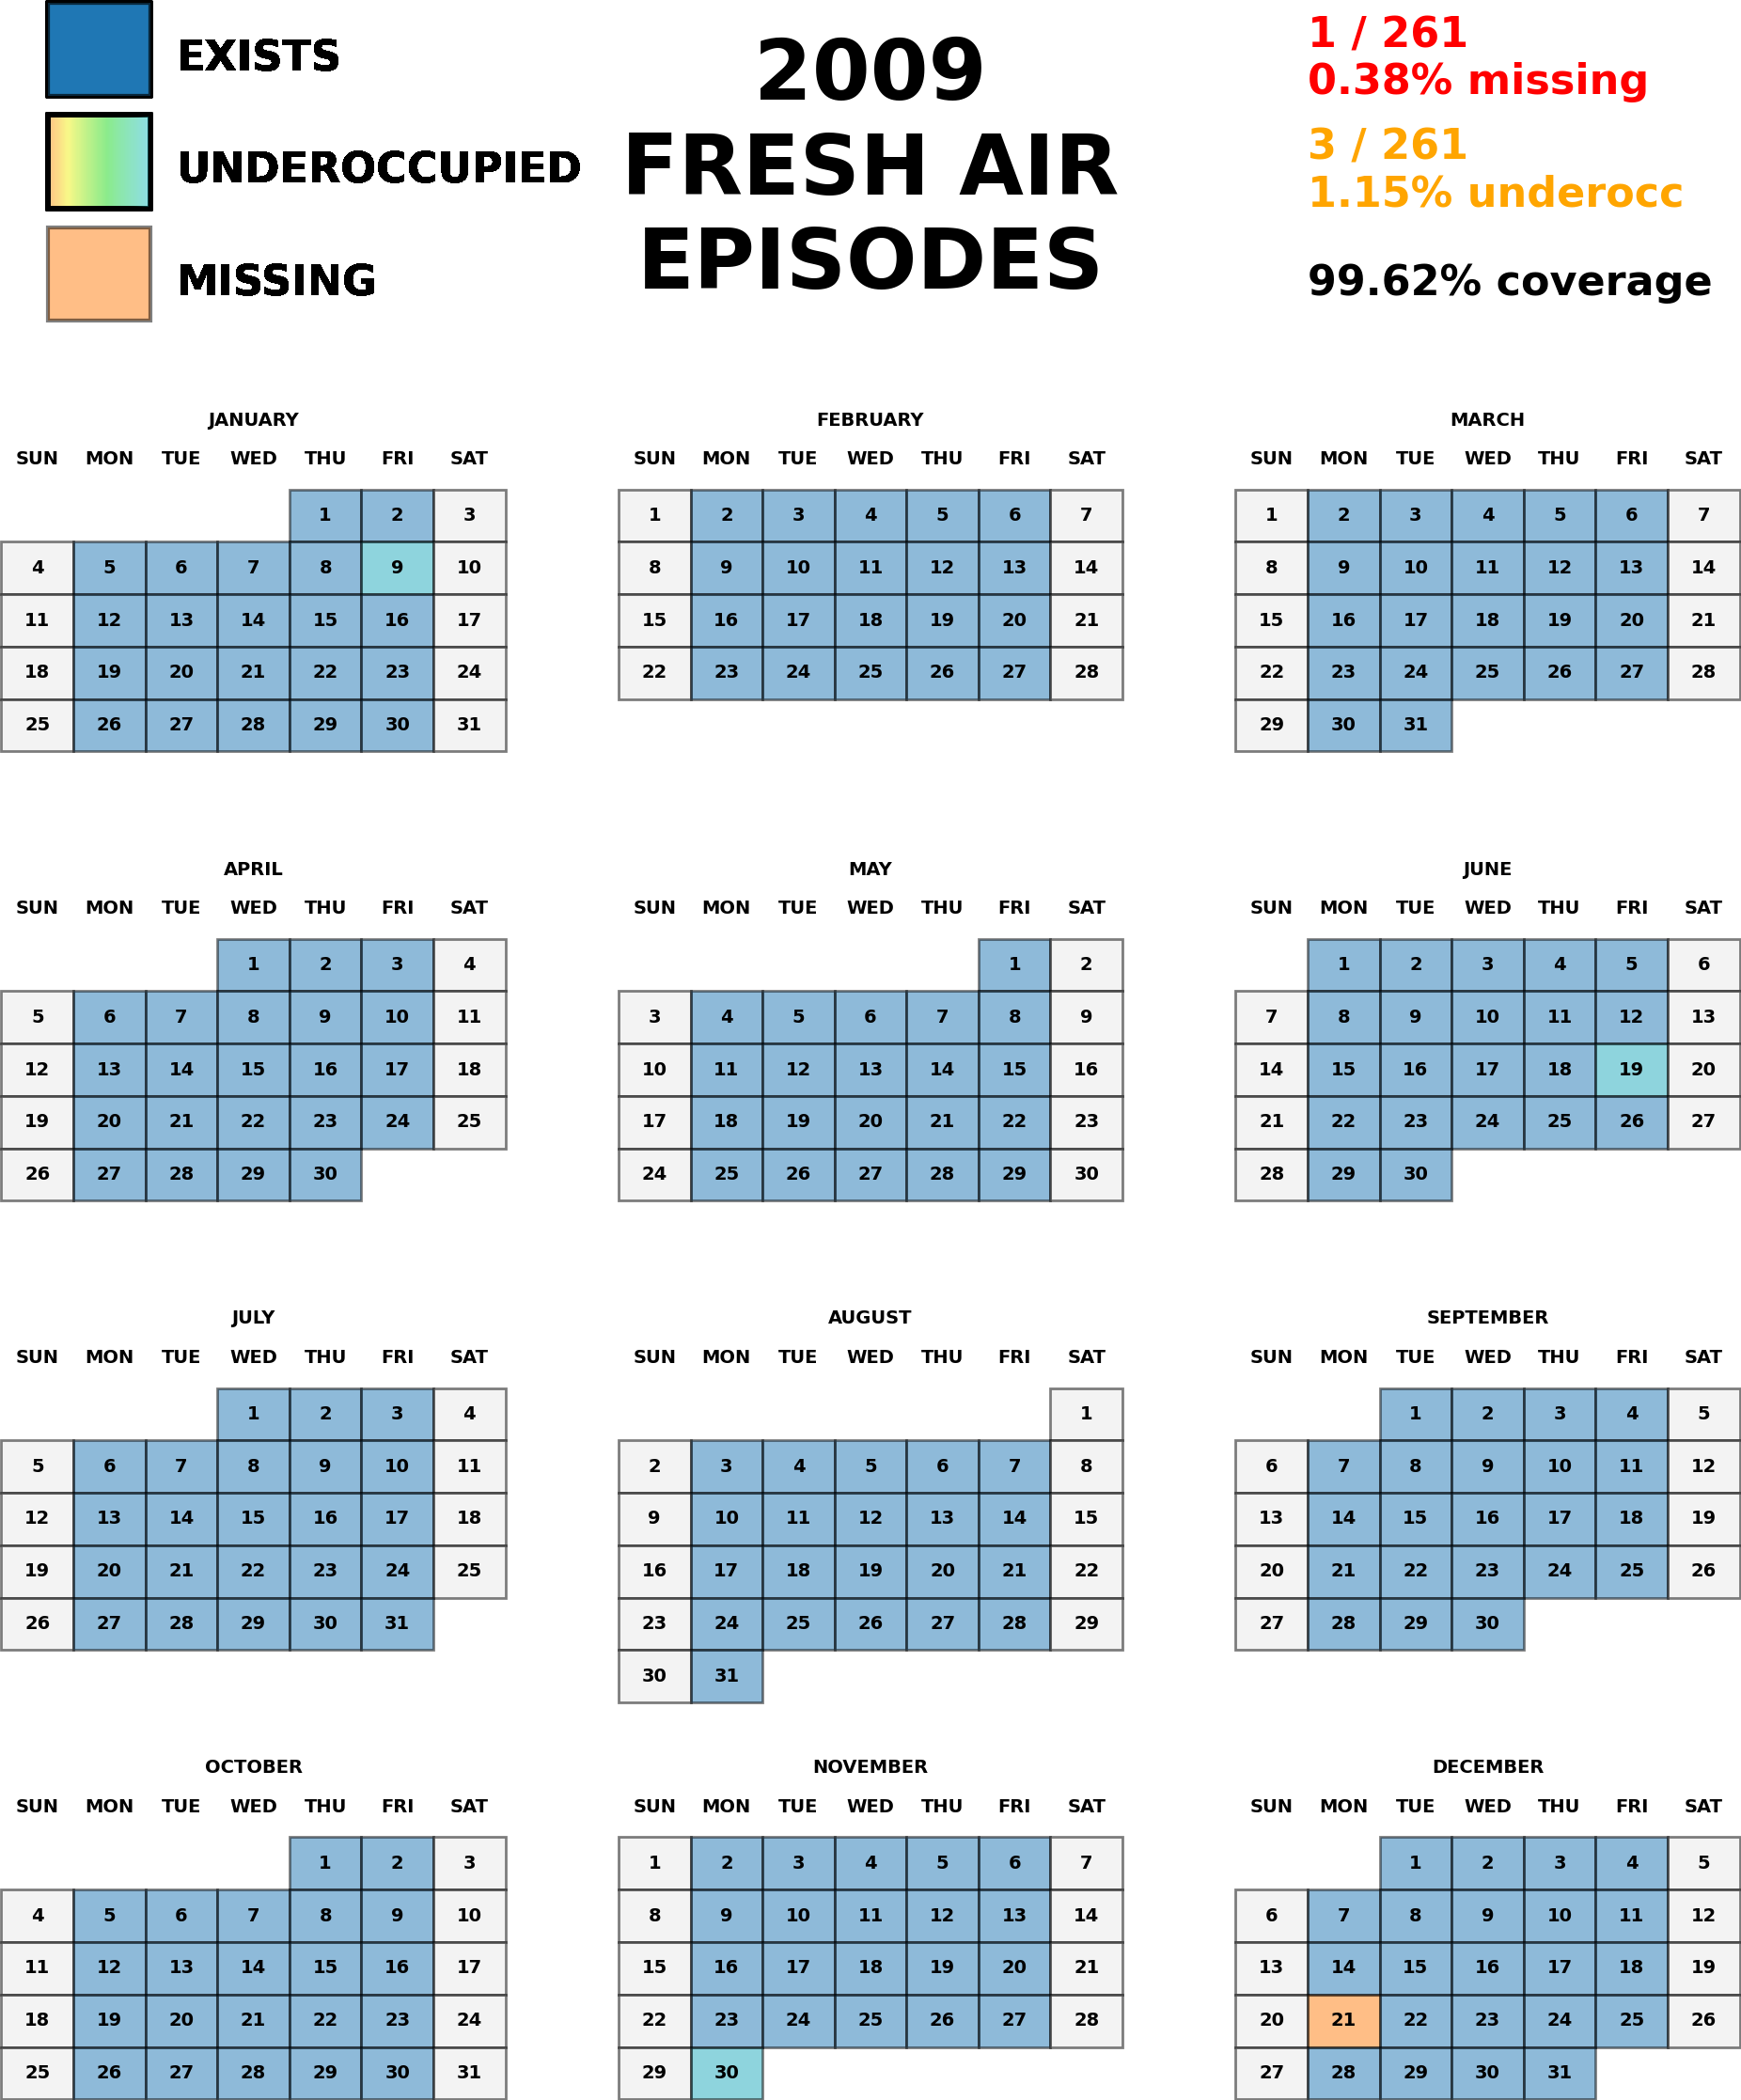 EXISTS
UNDEROCCUPIED
MISSING
2009
FRESH AIR
EPISODES
1 / 261
0.38% missing
3 / 261
1.15% underocc
99.62% coverage
JANUARY
SUN MON TUE WED THU FRI SAT
1 2 3
4 5 6 7 8 9 10
11 12 13 14 15 16 17
18 19 20 21 22 23 24
25 26 27 28 29 30 31
FEBRUARY
SUN MON TUE WED THU FRI SAT
1 2 3 4 5 6 7
8 9 10 11 12 13 14
15 16 17 18 19 20 21
22 23 24 25 26 27 28
MARCH
SUN MON TUE WED THU FRI SAT
1 2 3 4 5 6 7
8 9 10 11 12 13 14
15 16 17 18 19 20 21
22 23 24 25 26 27 28
29 30 31
APRIL
SUN MON TUE WED THU FRI SAT
1 2 3 4
5 6 7 8 9 10 11
12 13 14 15 16 17 18
19 20 21 22 23 24 25
26 27 28 29 30
MAY
SUN MON TUE WED THU FRI SAT
1 2
3 4 5 6 7 8 9
10 11 12 13 14 15 16
17 18 19 20 21 22 23
24 25 26 27 28 29 30
JUNE
SUN MON TUE WED THU FRI SAT
1 2 3 4 5 6
7 8 9 10 11 12 13
14 15 16 17 18 19 20
21 22 23 24 25 26 27
28 29 30
JULY
SUN MON TUE WED THU FRI SAT
1 2 3 4
5 6 7 8 9 10 11
12 13 14 15 16 17 18
19 20 21 22 23 24 25
26 27 28 29 30 31
AUGUST
SUN MON TUE WED THU FRI SAT
1
2 3 4 5 6 7 8
9 10 11 12 13 14 15
16 17 18 19 20 21 22
23 24 25 26 27 28 29
30 31
SEPTEMBER
SUN MON TUE WED THU FRI SAT
1 2 3 4 5
6 7 8 9 10 11 12
13 14 15 16 17 18 19
20 21 22 23 24 25 26
27 28 29 30
OCTOBER
SUN MON TUE WED THU FRI SAT
1 2 3
4 5 6 7 8 9 10
11 12 13 14 15 16 17
18 19 20 21 22 23 24
25 26 27 28 29 30 31
NOVEMBER
SUN MON TUE WED THU FRI SAT
1 2 3 4 5 6 7
8 9 10 11 12 13 14
15 16 17 18 19 20 21
22 23 24 25 26 27 28
29 30
DECEMBER
SUN MON TUE WED THU FRI SAT
1 2 3 4 5
6 7 8 9 10 11 12
13 14 15 16 17 18 19
20 21 22 23 24 25 26
27 28 29 30 31